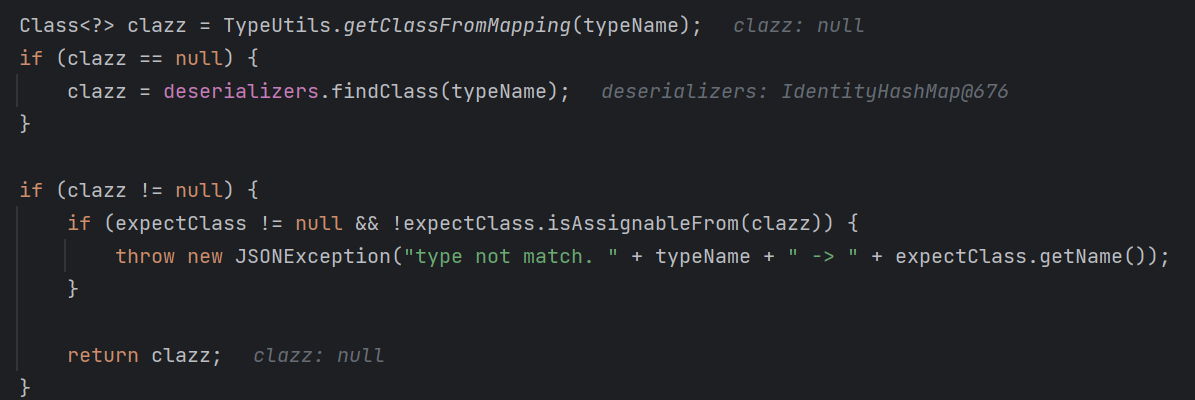 Class<?> clazz = TypeUtils.getClassFromMapping(typeName);   clazz: null
if (clazz == null) {
    clazz = deserializers.findClass(typeName);   deserializers: IdentityHashMap@676
}

if (clazz != null) {
    if (expectClass != null && !expectClass.isAssignableFrom(clazz)) {
        throw new JSONException("type not match. " + typeName + " -> " + expectClass.getName());
    }

    return clazz;   clazz: null
}